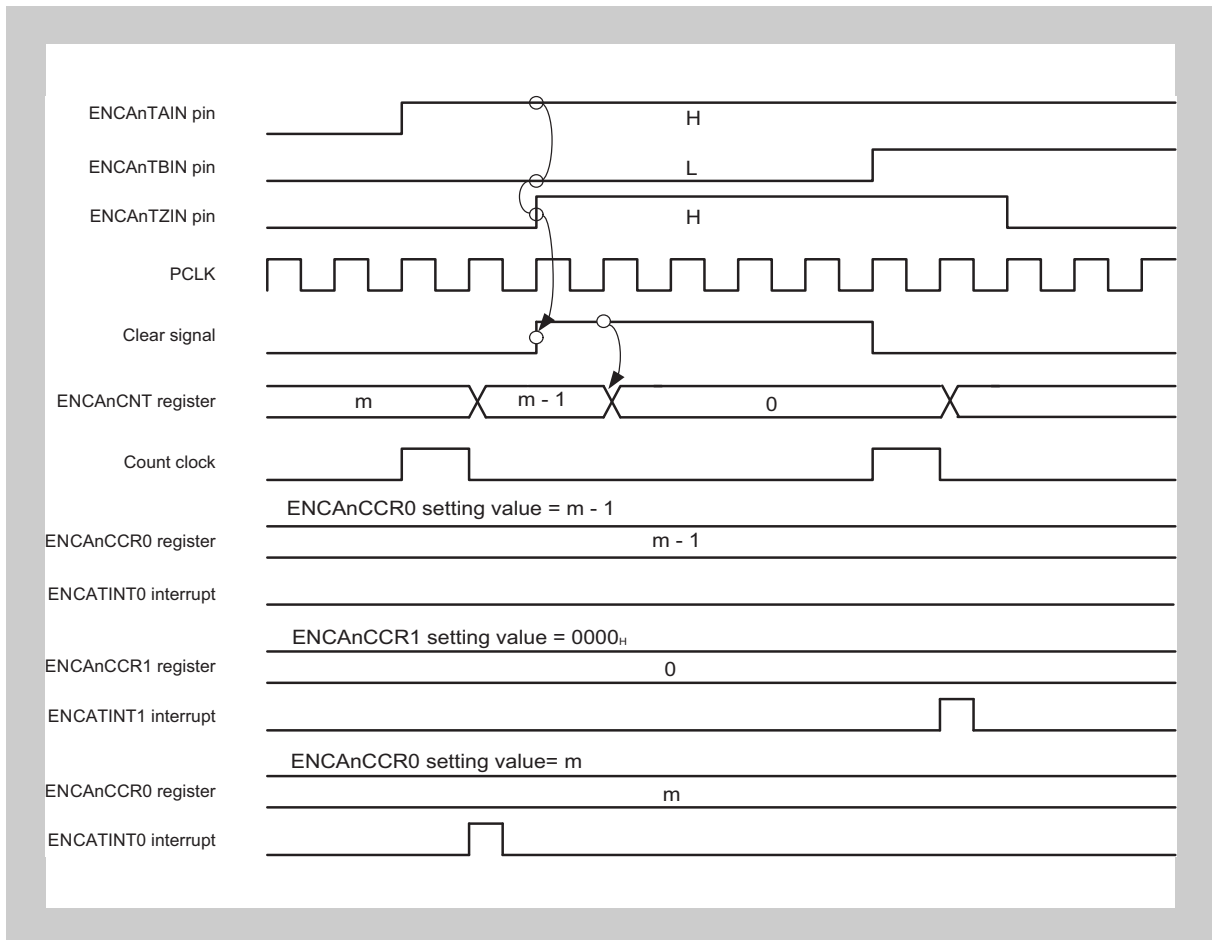 ENCAnTAIN pin
H
ENCAnTBIN pin
L
ENCAnTZIN pin
H
PCLK
Clear signal
ENCAnCNT register
m
m - 1
0
Count clock
ENCAnCCR0 setting value = m - 1
ENCAnCCR0 register
m - 1
ENCATINT0 interrupt
ENCAnCCR1 setting value = 0000H
ENCAnCCR1 register
0
ENCATINT1 interrupt
ENCAnCCR0 setting value= m
ENCAnCCR0 register
m
ENCATINT0 interrupt